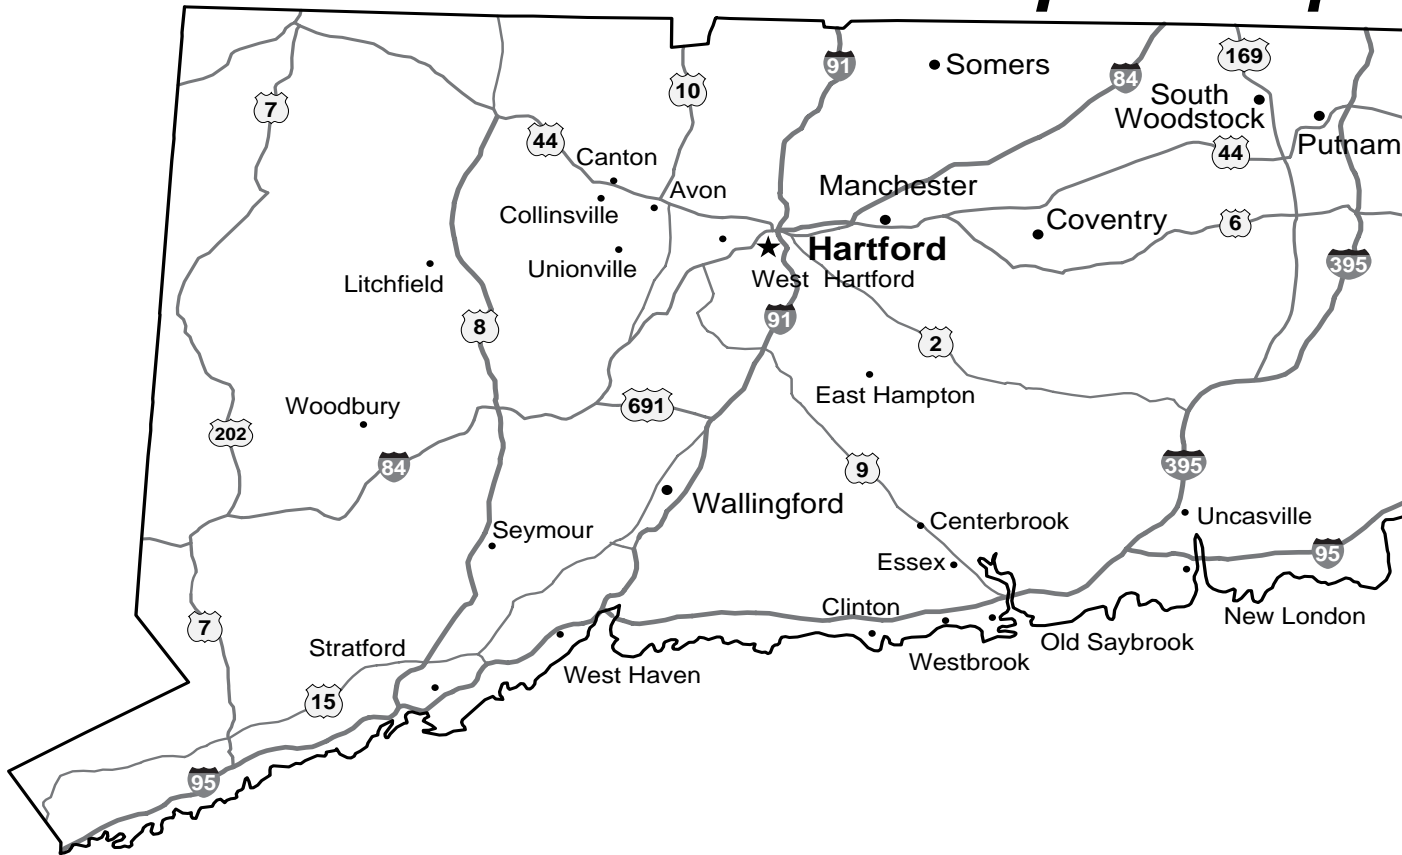 169
91
Somers
84
10
South
Woodstock
7
Putnam
44
44
Canton
Manchester
Avon
Collinsville
Coventry
6
Hartford
Unionville
West Hartford
395
Litchfield
91
8
2
East Hampton
Woodbury
691
202
84
395
9
Wallingford
Uncasville
Centerbrook
Seymour
95
Essex
Clinton
New London
7
Old Saybrook
Stratford
Westbrook
West Haven
15
95